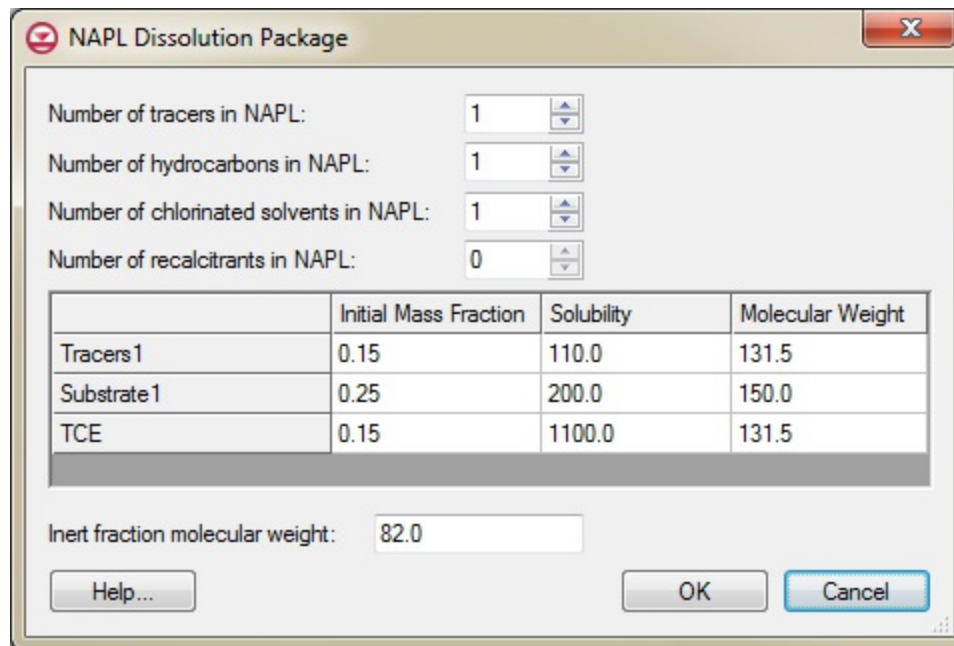 NAPL Dissolution Package
Number of tracers in NAPL: 1
Number of hydrocarbons in NAPL: 1
Number of chlorinated solvents in NAPL: 1
Number of recalcitrants in NAPL: 0
Initial Mass Fraction Solubility Molecular Weight
Tracers1 0.15 110.0 131.5
Substrate1 0.25 200.0 150.0
TCE 0.15 1100.0 131.5
Inert fraction molecular weight: 82.0
Help... OK Cancel